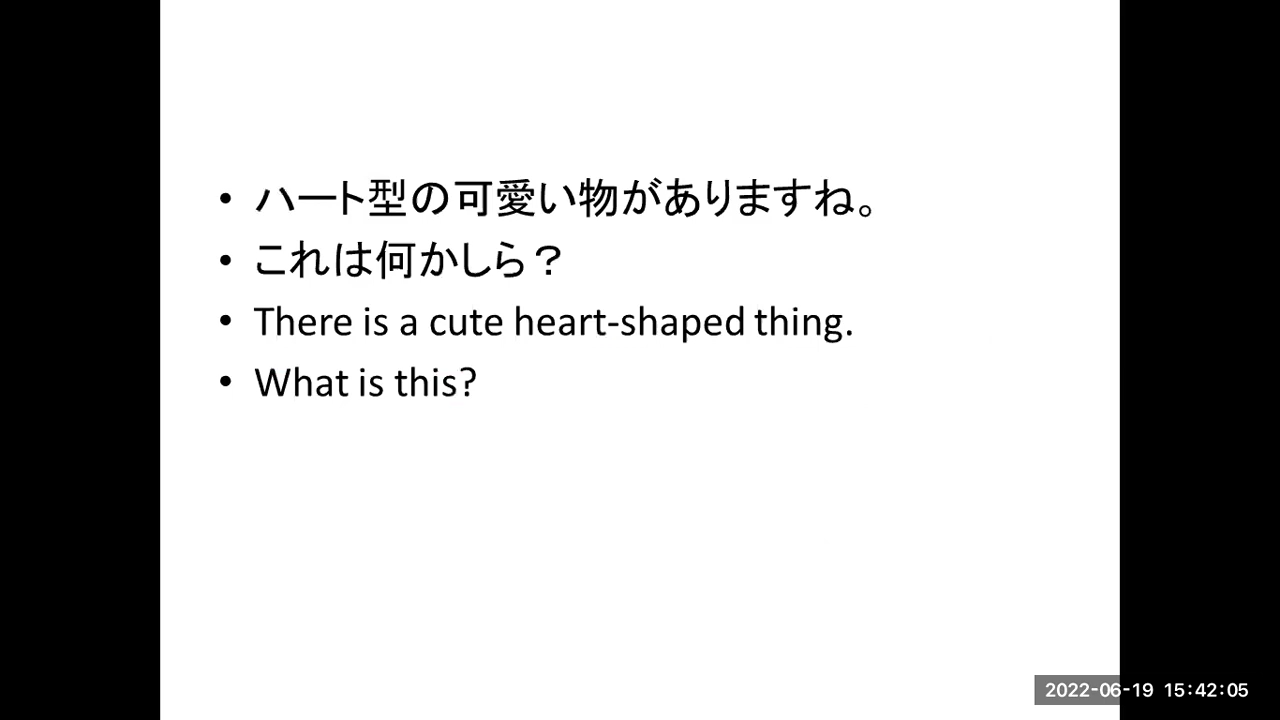 • ハート型の可愛い物がありますね。
• これは何かしら？
• There is a cute heart-shaped thing.
• What is this?
2022-06-19 15:42:05